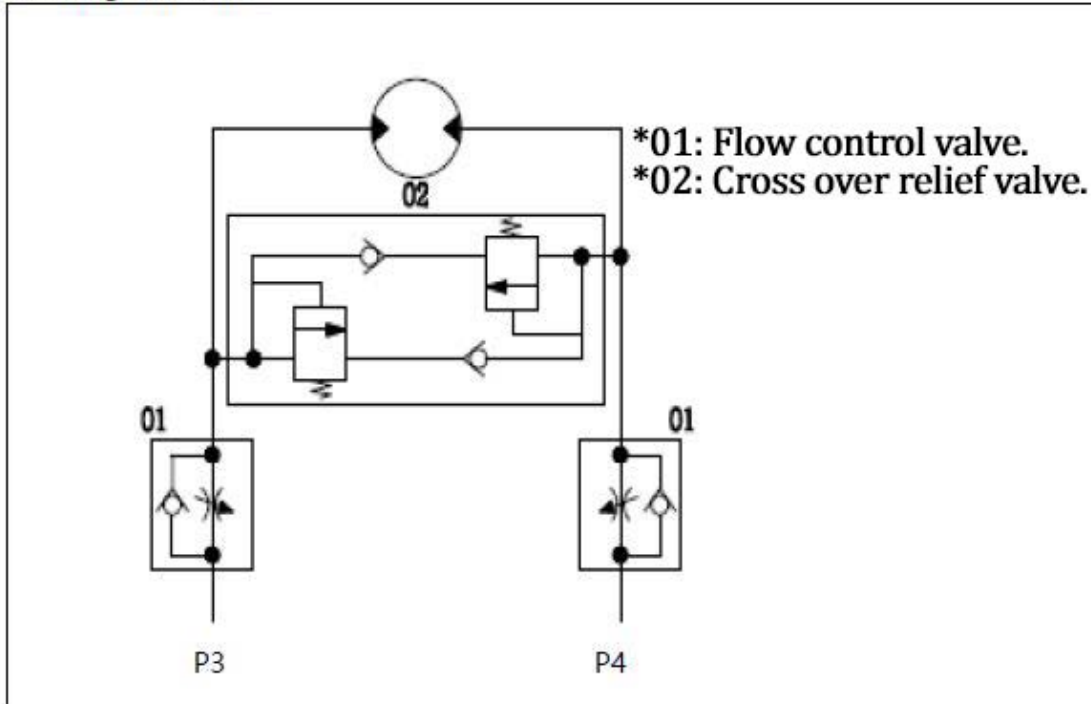 *01: Flow control valve.
02
*02: Cross over relief valve.
01
01
P3
P4